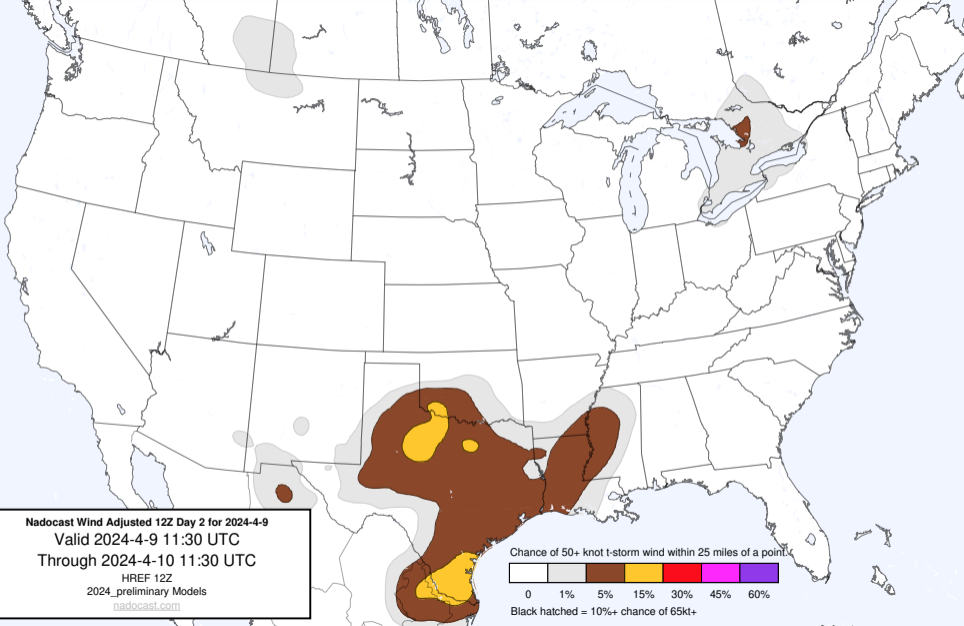 Nadocast Wind Adjusted 12Z Day 2 for 2024-4-9
Valid 2024-4-9 11:30 UTC
Through 2024-4-10 11:30 UTC
HREF 12Z
2024_preliminary Models
nadocast.com
Chance of 50+ knot t-storm wind within 25 miles of a point.
0 1% 5% 15% 30% 45% 60%
Black hatched = 10%+ chance of 65kt+